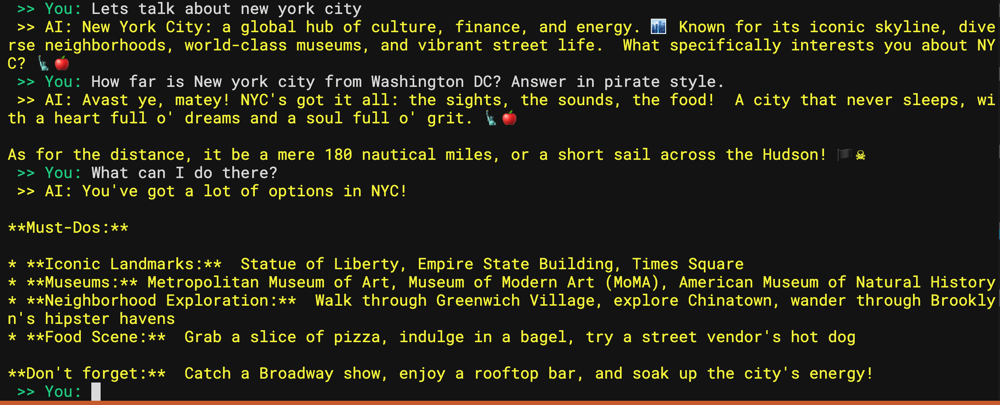 >> You: Lets talk about new york city
>> AI: New York City: a global hub of culture, finance, and energy. 🏙️ Known for its iconic skyline, dive
rse neighborhoods, world-class museums, and vibrant street life.  What specifically interests you about NY
C? 🗽🍎
>> You: How far is New york city from Washington DC? Answer in pirate style.
>> AI: Avast ye, matey! NYC's got it all: the sights, the sounds, the food!  A city that never sleeps, wi
th a heart full o' dreams and a soul full o' grit. 🗽🍎
As for the distance, it be a mere 180 nautical miles, or a short sail across the Hudson! 🏴☠
>> You: What can I do there?
>> AI: You've got a lot of options in NYC!
**Must-Dos:**
* **Iconic Landmarks:**  Statue of Liberty, Empire State Building, Times Square
* **Museums:** Metropolitan Museum of Art, Museum of Modern Art (MoMA), American Museum of Natural History
* **Neighborhood Exploration:**  Walk through Greenwich Village, explore Chinatown, wander through Brookly
n's hipster havens
* **Food Scene:**  Grab a slice of pizza, indulge in a bagel, try a street vendor's hot dog
**Don't forget:**  Catch a Broadway show, enjoy a rooftop bar, and soak up the city's energy!
>> You: